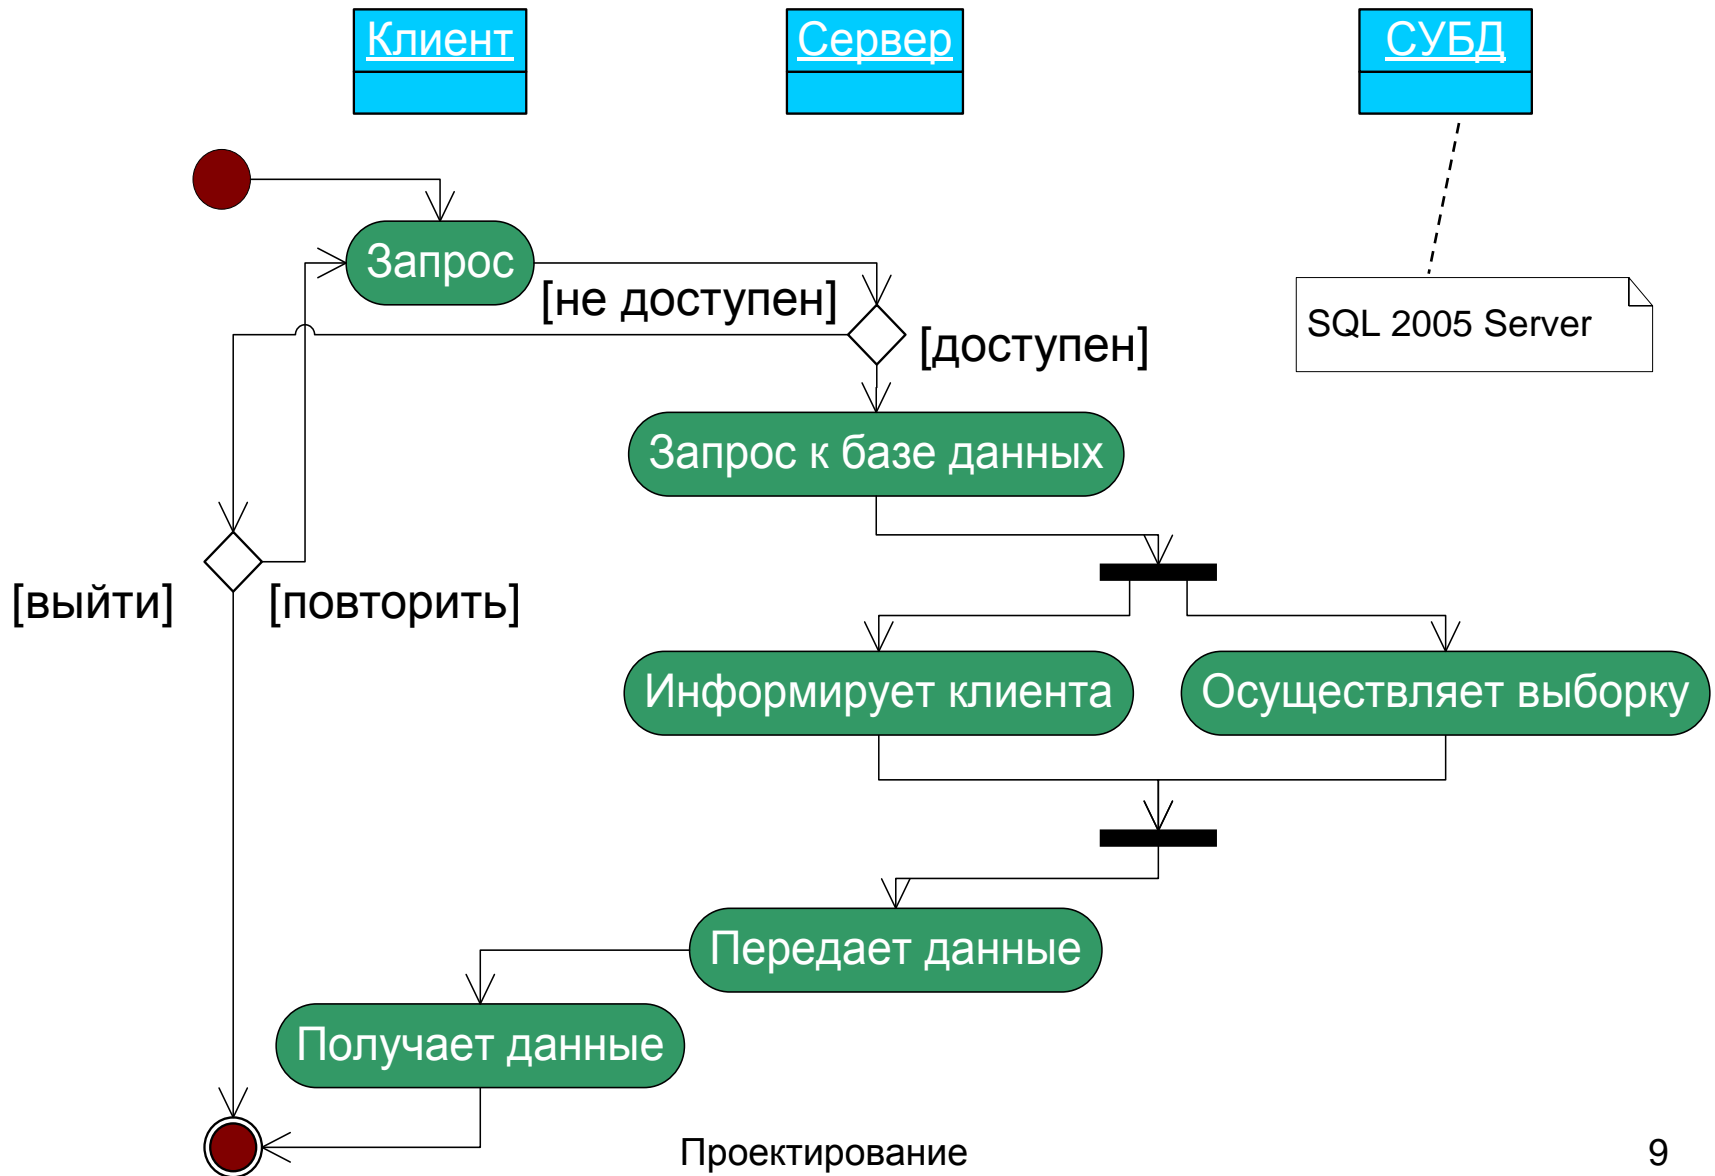 Клиент
Сервер
СУБД
Запрос
[не доступен]
[доступен]
SQL 2005 Server
Запрос к базе данных
[выйти]
[повторить]
Информирует клиента
Осуществляет выборку
Передает данные
Получает данные
Проектирование
9